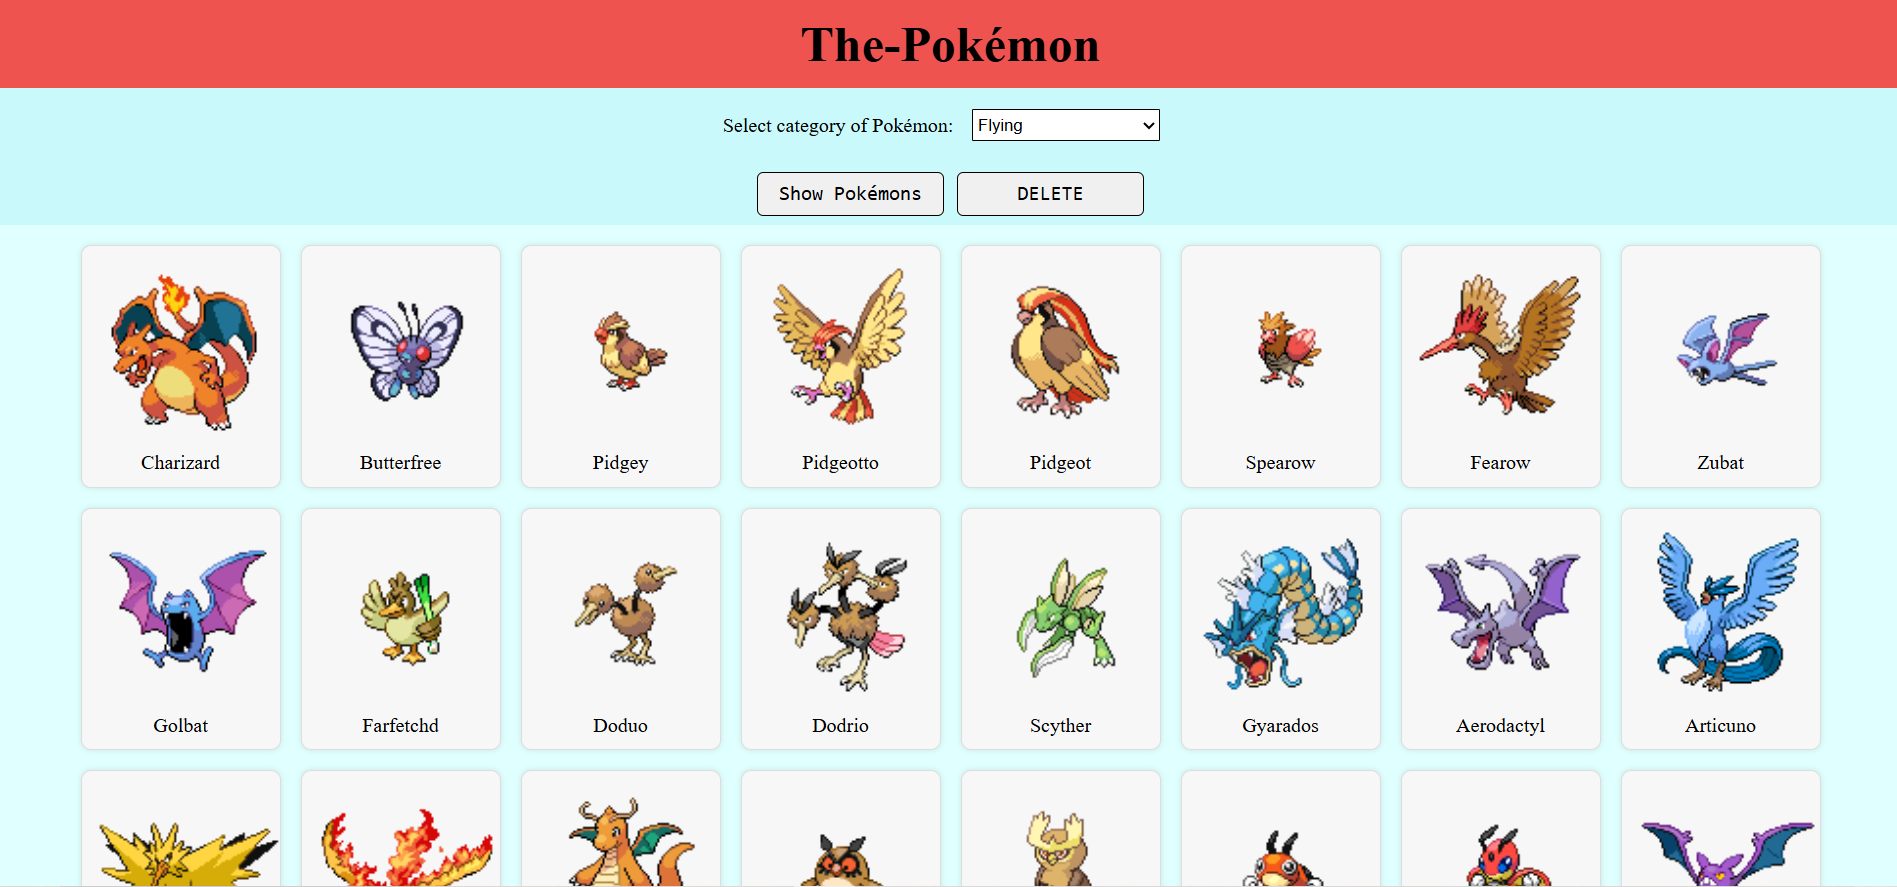 The-Pokémon
Select category of Pokémon: Flying
Show Pokémons DELETE
Charizard Butterfree Pidgey Pidgeotto Pidgeot Spearow Fearow Zubat
Golbat Farfetchd Doduo Dodrio Scyther Gyarados Aerodactyl Articuno